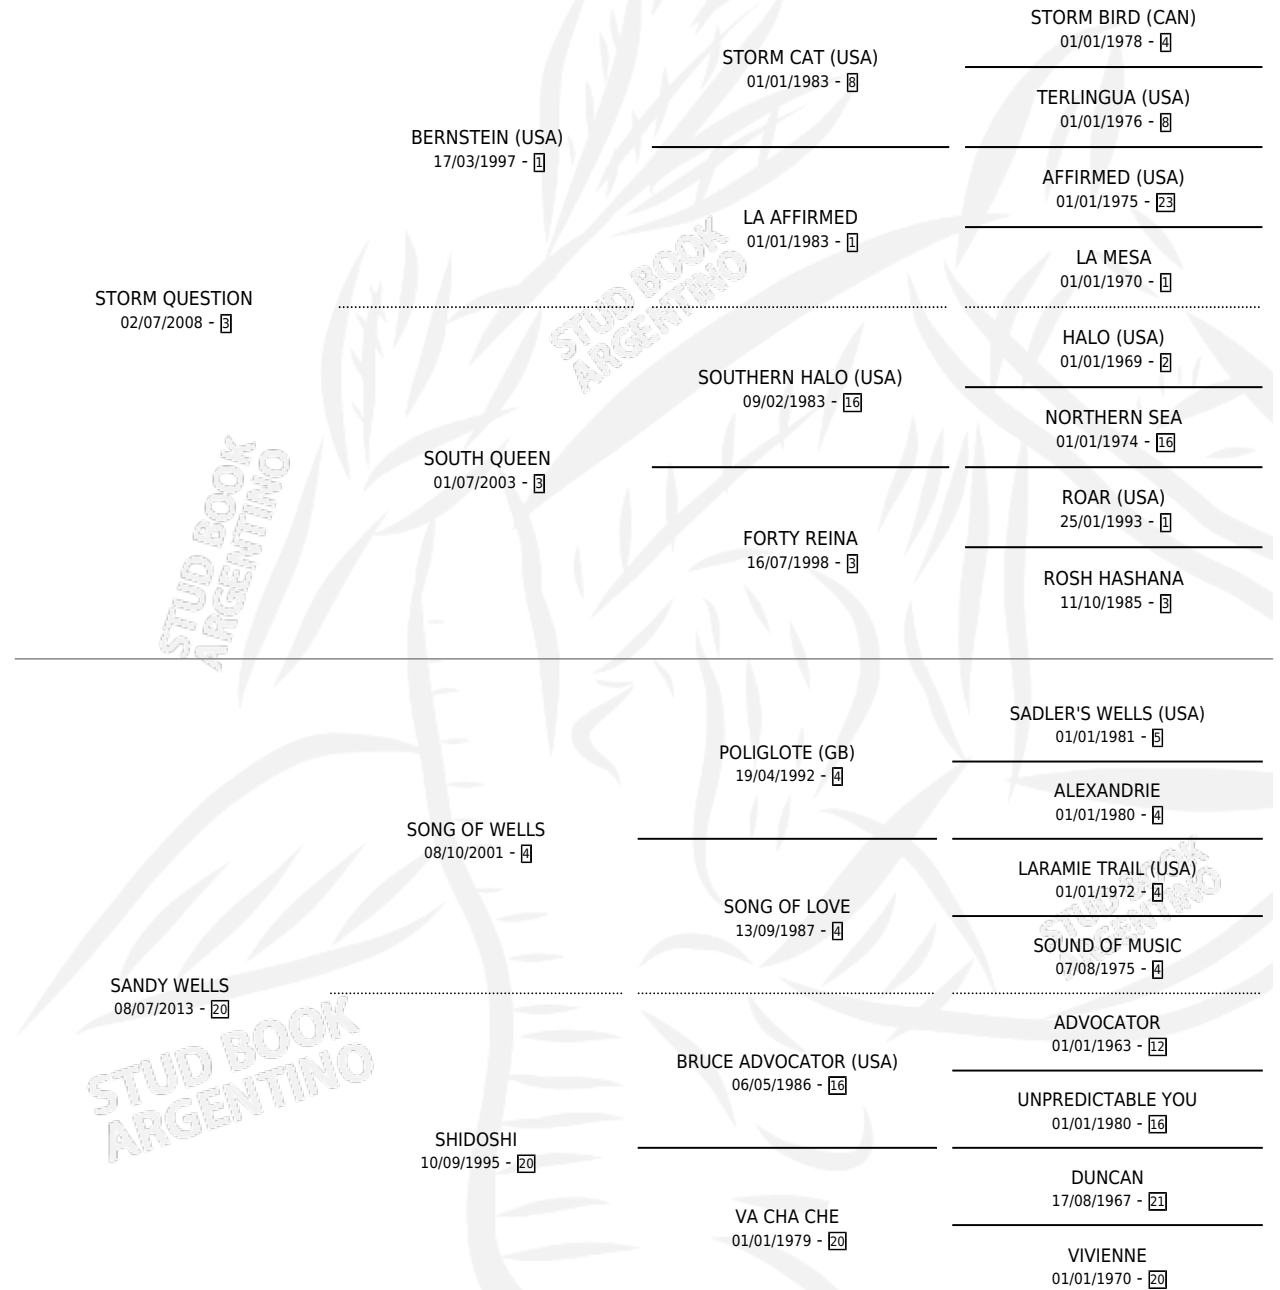 STORM BIRD (CAN)
01/01/1978 - 4
STORM CAT (USA)
01/01/1983 - 8
TERLINGUA (USA)
01/01/1976 - 8
BERNSTEIN (USA)
17/03/1997 - 1
AFFIRMED (USA)
01/01/1975 - 23
LA AFFIRMED
01/01/1983 - 1
LA MESA
01/01/1970 - 1
STORM QUESTION
02/07/2008 - 3
HALO (USA)
01/01/1969 - 2
SOUTHERN HALO (USA)
09/02/1983 - 16
NORTHERN SEA
01/01/1974 - 16
SOUTH QUEEN
01/07/2003 - 3
ROAR (USA)
25/01/1993 - 1
FORTY REINA
16/07/1998 - 3
ROSH HASHANA
11/10/1985 - 3
SADLER'S WELLS (USA)
01/01/1981 - 5
POLIGLOTE (GB)
19/04/1992 - 4
ALEXANDRIE
01/01/1980 - 4
SONG OF WELLS
08/10/2001 - 4
LARAMIE TRAIL (USA)
01/01/1972 - 4
SONG OF LOVE
13/09/1987 - 4
SOUND OF MUSIC
07/08/1975 - 4
SANDY WELLS
08/07/2013 - 20
ADVOCATOR
01/01/1963 - 12
BRUCE ADVOCATOR (USA)
06/05/1986 - 16
UNPREDICTABLE YOU
01/01/1980 - 16
SHIDOSHI
10/09/1995 - 20
DUNCAN
17/08/1967 - 21
VA CHA CHE
01/01/1979 - 20
VIVIENNE
01/01/1970 - 20
STUD BOOK
ARGENTINO
STUD BOOK
ARGENTINO
STUD BOOK
ARGENTINO
STUD BOOK
ARGENTINO